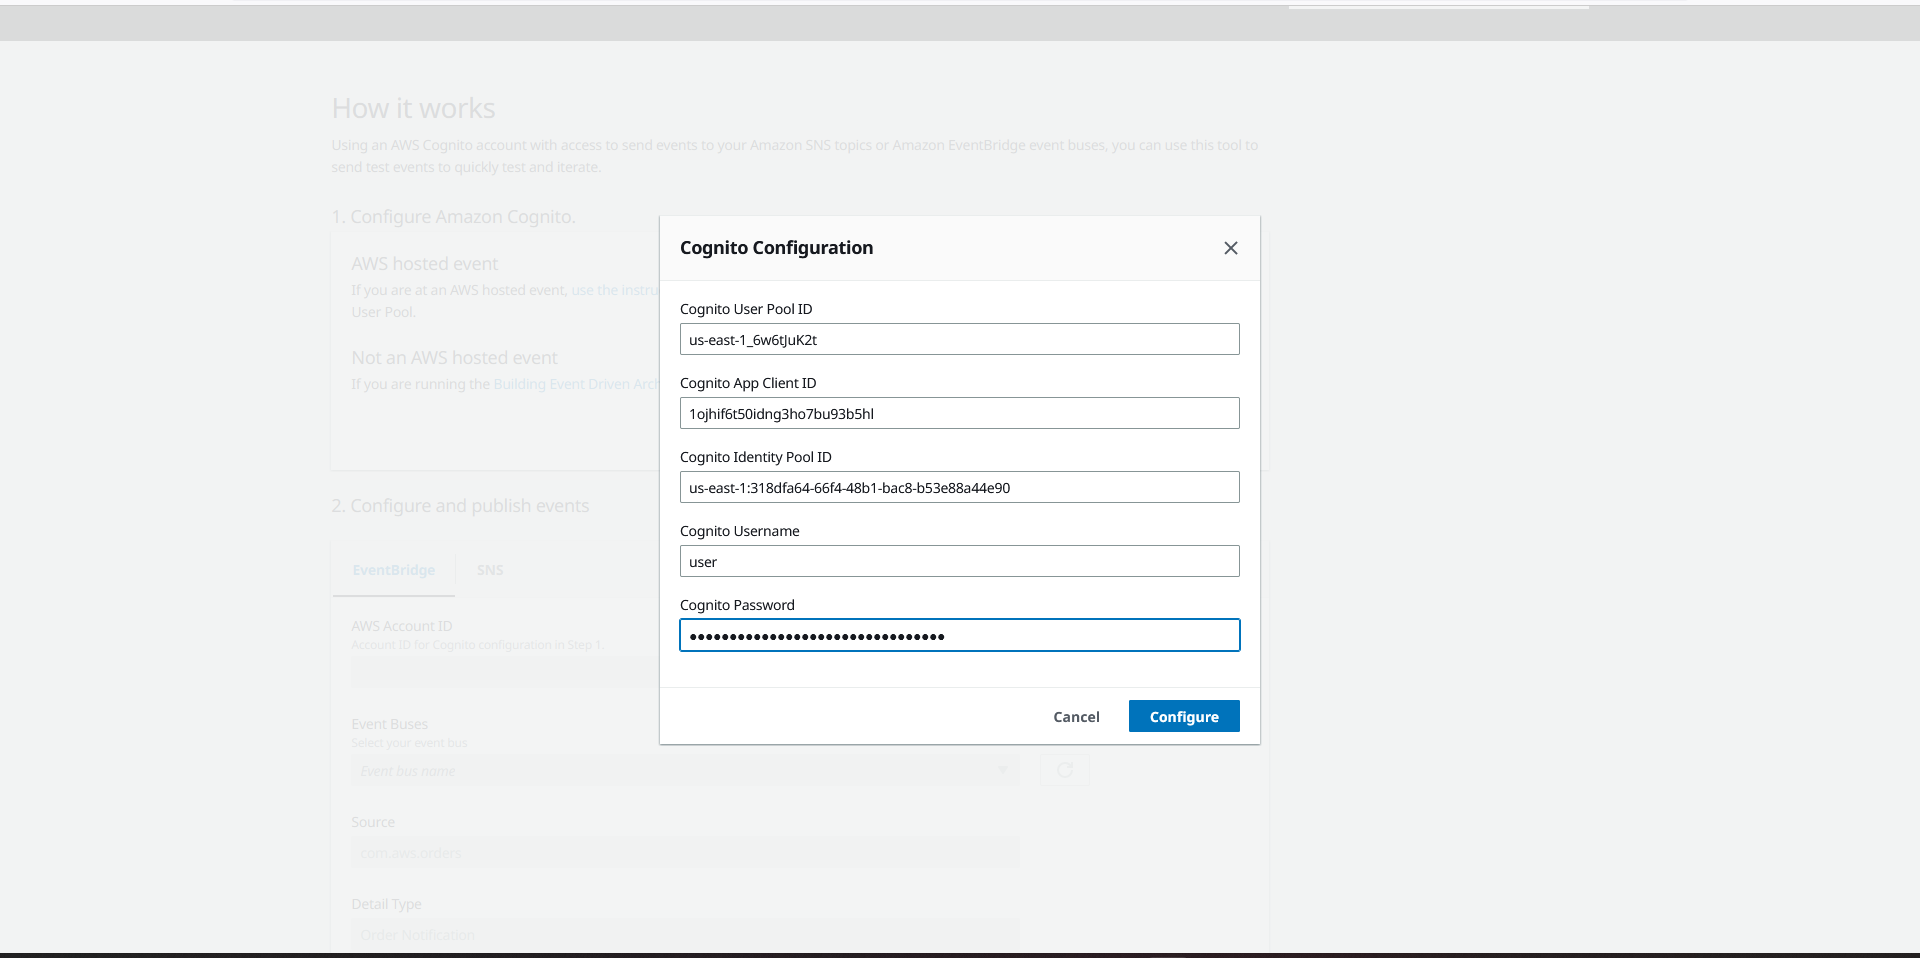 How it works
Using an AWS Cognito account with access to send events to your Amazon SNS topics or Amazon EventBridge event buses, you can use this tool to
send test events to quickly test and iterate.
1. Configure Amazon Cognito.
AWS hosted event
If you are at an AWS hosted event, use the instru
User Pool.
Not an AWS hosted event
If you are running the Building Event Driven Arch
2. Configure and publish events
EventBridge SNS
AWS Account ID
Account ID for Cognito configuration in Step 1.
Event Buses
Select your event bus
Event bus name
Source
com.aws.orders
Detail Type
Order Notification
Cognito Configuration
Cognito User Pool ID
us-east-1_6w6tJuK2t
Cognito App Client ID
1ojhif6t50idng3ho7bu93b5hl
Cognito Identity Pool ID
us-east-1:318dfa64-66f4-48b1-bac8-b53e88a44e90
Cognito Username
user
Cognito Password
••••••••••••••••••••••••••••••••
Cancel Configure